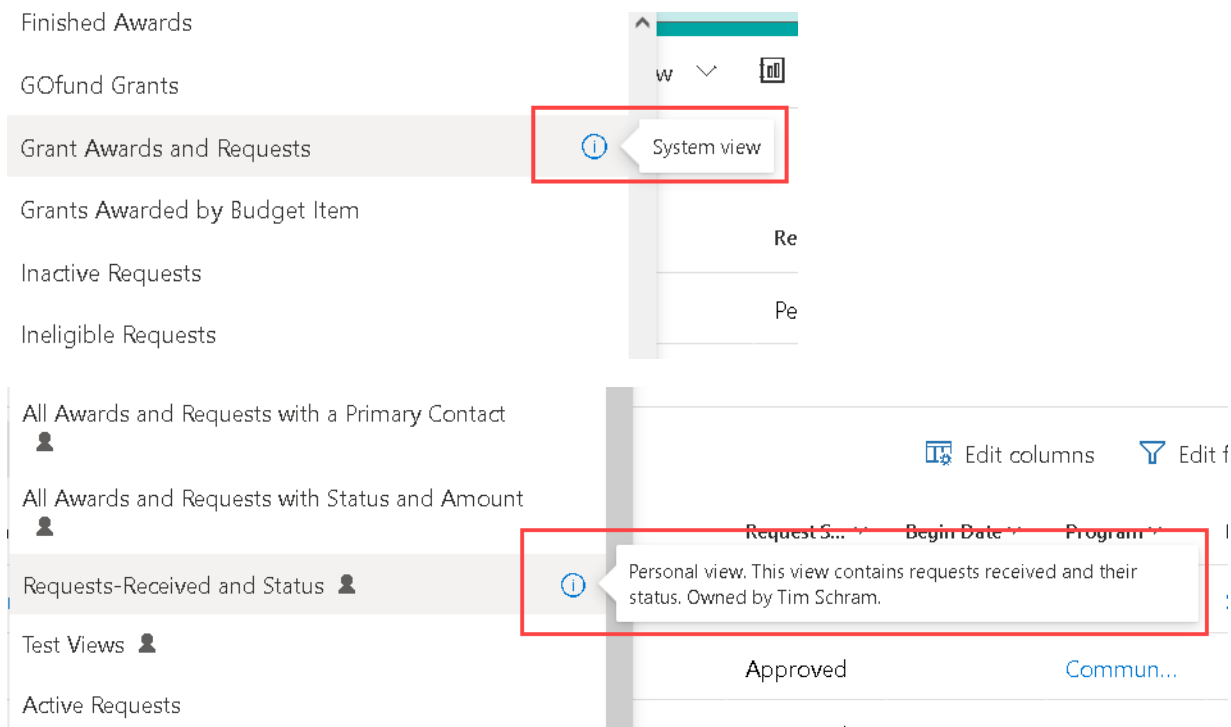 Finished Awards
w
GOfund Grants
Grant Awards and Requests
System view
Grants Awarded by Budget Item
Re
Inactive Requests
Pe
Ineligible Requests
All Awards and Requests with a Primary Contact
Edit columns Edit f
All Awards and Requests with Status and Amount
Request S... Begin Date Program
Requests-Received and Status
Personal view. This view contains requests received and their
status. Owned by Tim Schram.
Test Views
Approved Commun...
Active Requests